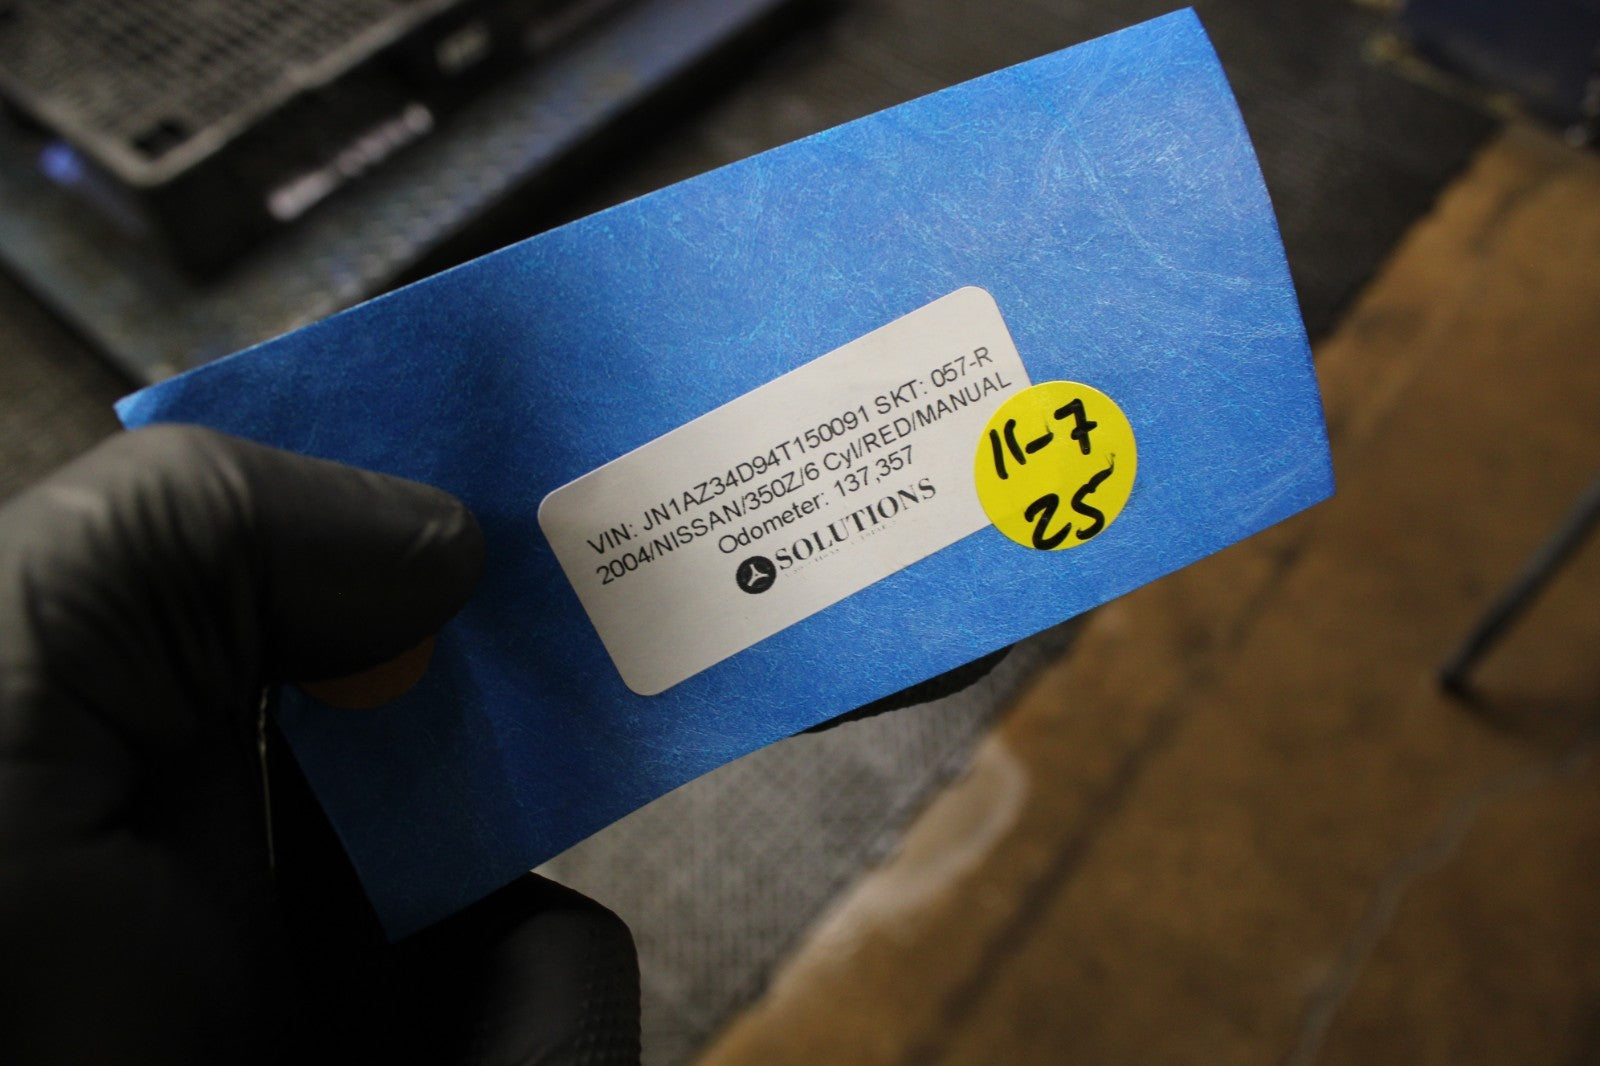 VIN: JN1AZ34D94T150091 SKT: 057-R
2004/NISSAN/350Z/6 Cyl/RED/MANUAL
Odometer: 137,357
SOLUTIONS
11-7
25